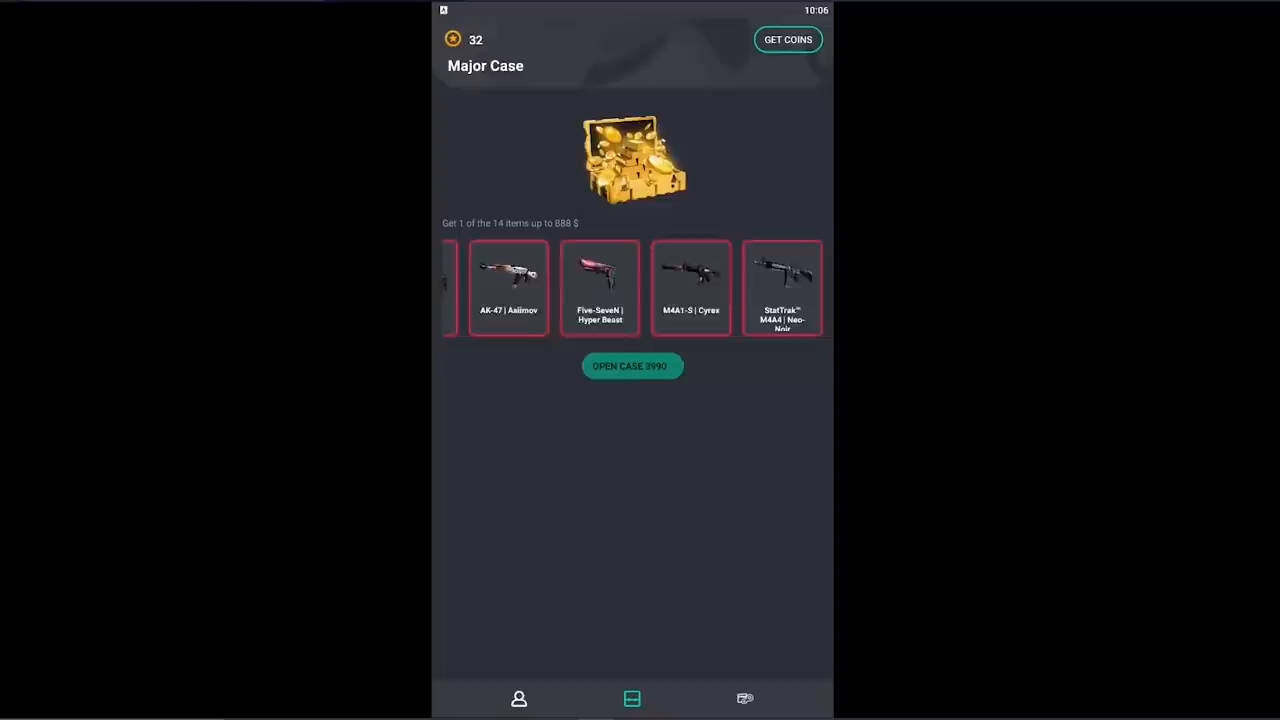 10:06
32
GET COINS
Major Case
Get 1 of the 14 items up to 888 $
AK-47 | Asiimov
Five-SeveN |
Hyper Beast
M4A1-S | Cyrex
StatTrak™
M4A4 | Neo-
Noir
OPEN CASE 3990